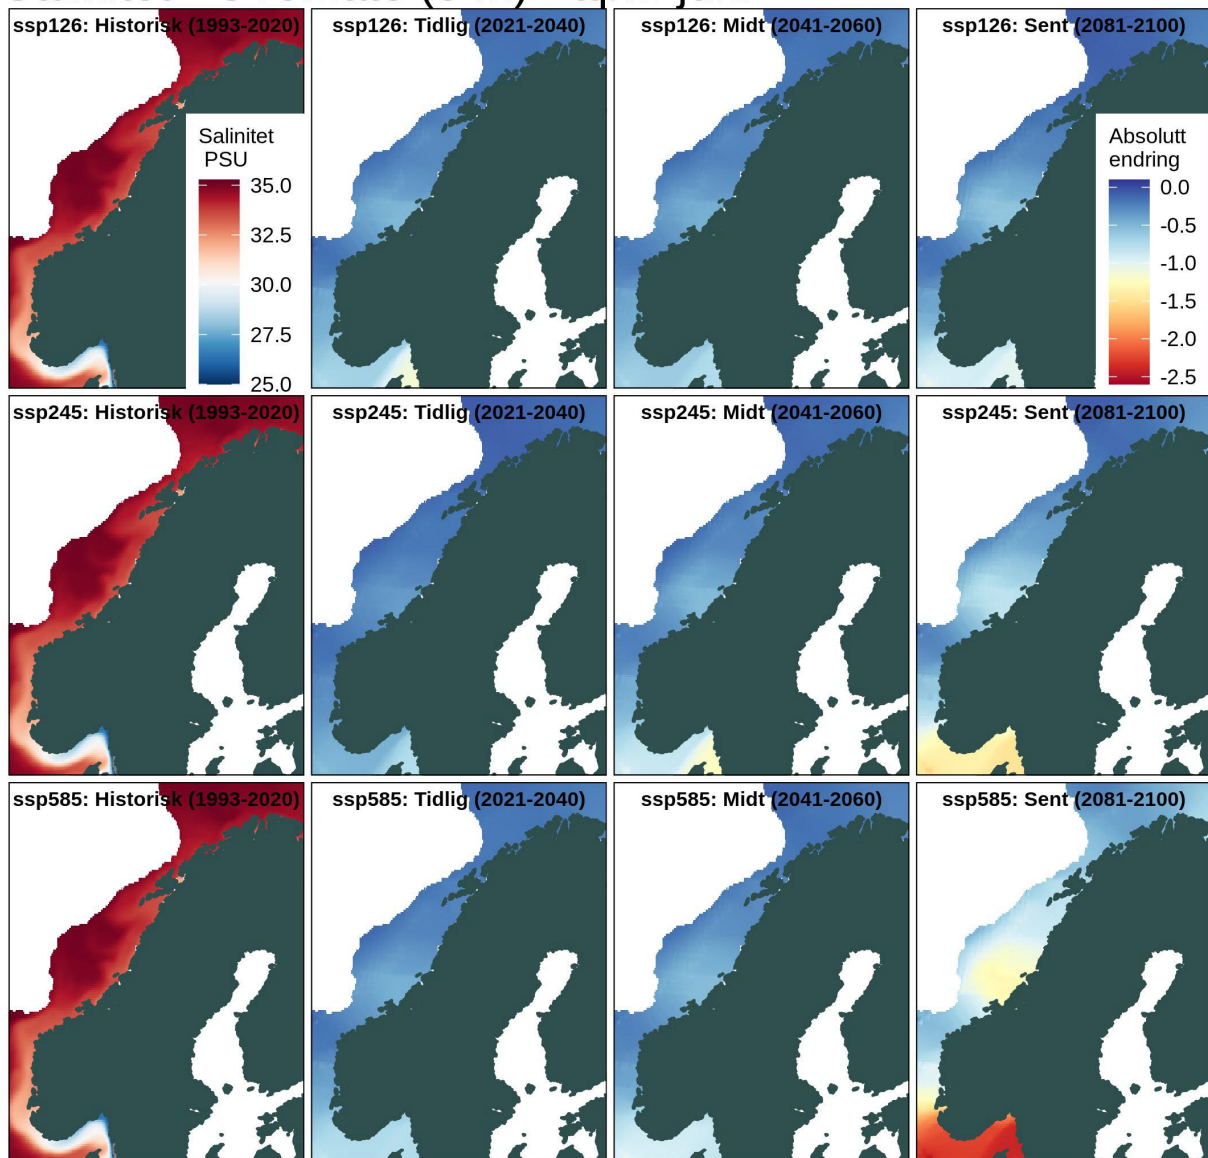 ssp126: Historisk (1993-2020)
ssp126: Tidlig (2021-2040)
ssp126: Midt (2041-2060)
ssp126: Sent (2081-2100)
Salinitet
PSU
35.0
32.5
30.0
27.5
25.0
Absolutt
endring
0.0
-0.5
-1.0
-1.5
-2.0
-2.5
ssp245: Historisk (1993-2020)
ssp245: Tidlig (2021-2040)
ssp245: Midt (2041-2060)
ssp245: Sent (2081-2100)
ssp585: Historisk (1993-2020)
ssp585: Tidlig (2021-2040)
ssp585: Midt (2041-2060)
ssp585: Sent (2081-2100)